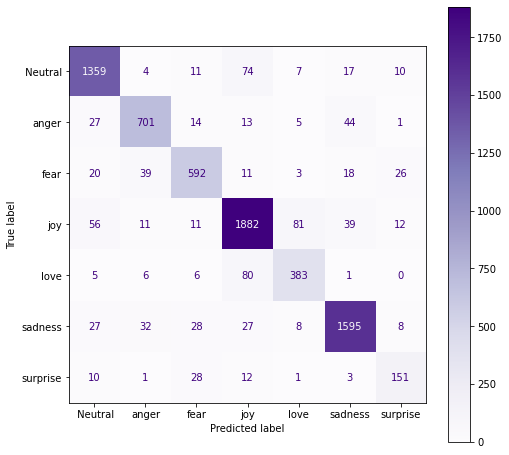 Neutral 1359 4 11 74 7 17 10
anger 27 701 14 13 5 44 1
fear 20 39 592 11 3 18 26
joy 56 11 11 1882 81 39 12
love 5 6 6 80 383 1 0
sadness 27 32 28 27 8 1595 8
surprise 10 1 28 12 1 3 151
Neutral anger fear joy love sadness surprise
Predicted label
True label
1750
1500
1250
1000
750
500
250
0